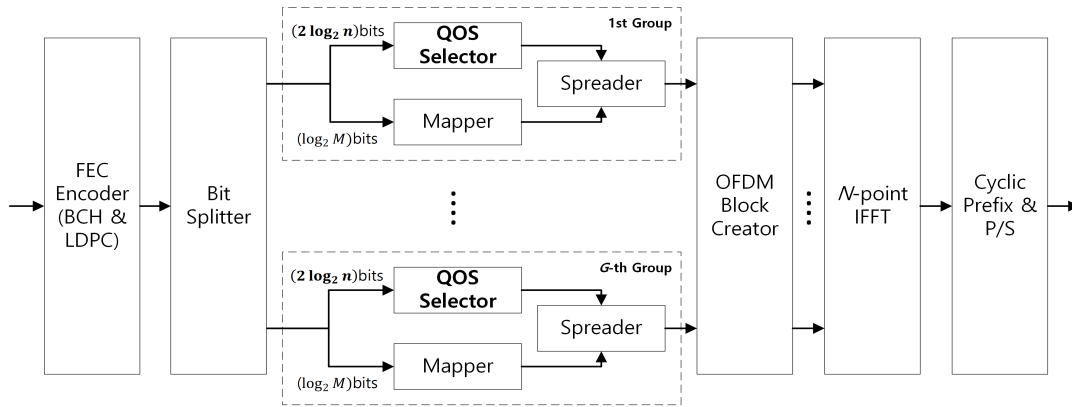 1st Group
(2 log₂ n)bits
QOS
Selector
Spreader
Mapper
(log₂ M)bits
FEC
Encoder
(BCH &
LDPC)
Bit
Splitter
OFDM
Block
Creator
N-point
IFFT
Cyclic
Prefix &
P/S
G-th Group
(2 log₂ n)bits
QOS
Selector
Spreader
Mapper
(log₂ M)bits